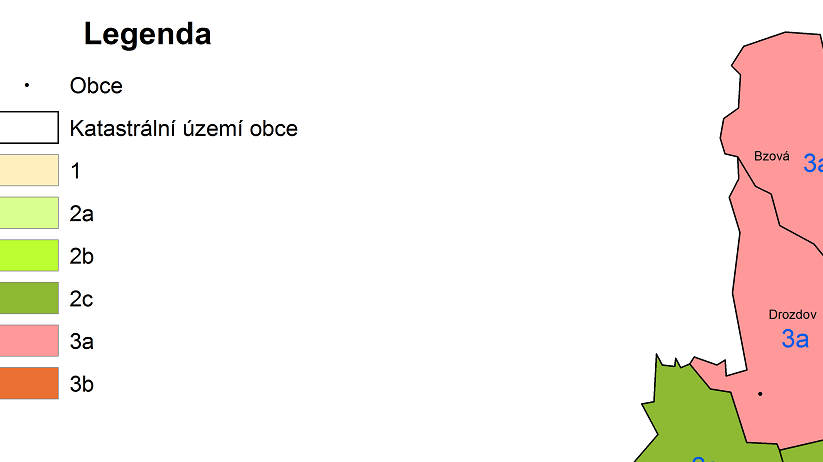 Legenda
Obce
Katastrální území obce
1
2a
2b
2c
3a
3b
Bzová
Drozdov
3a